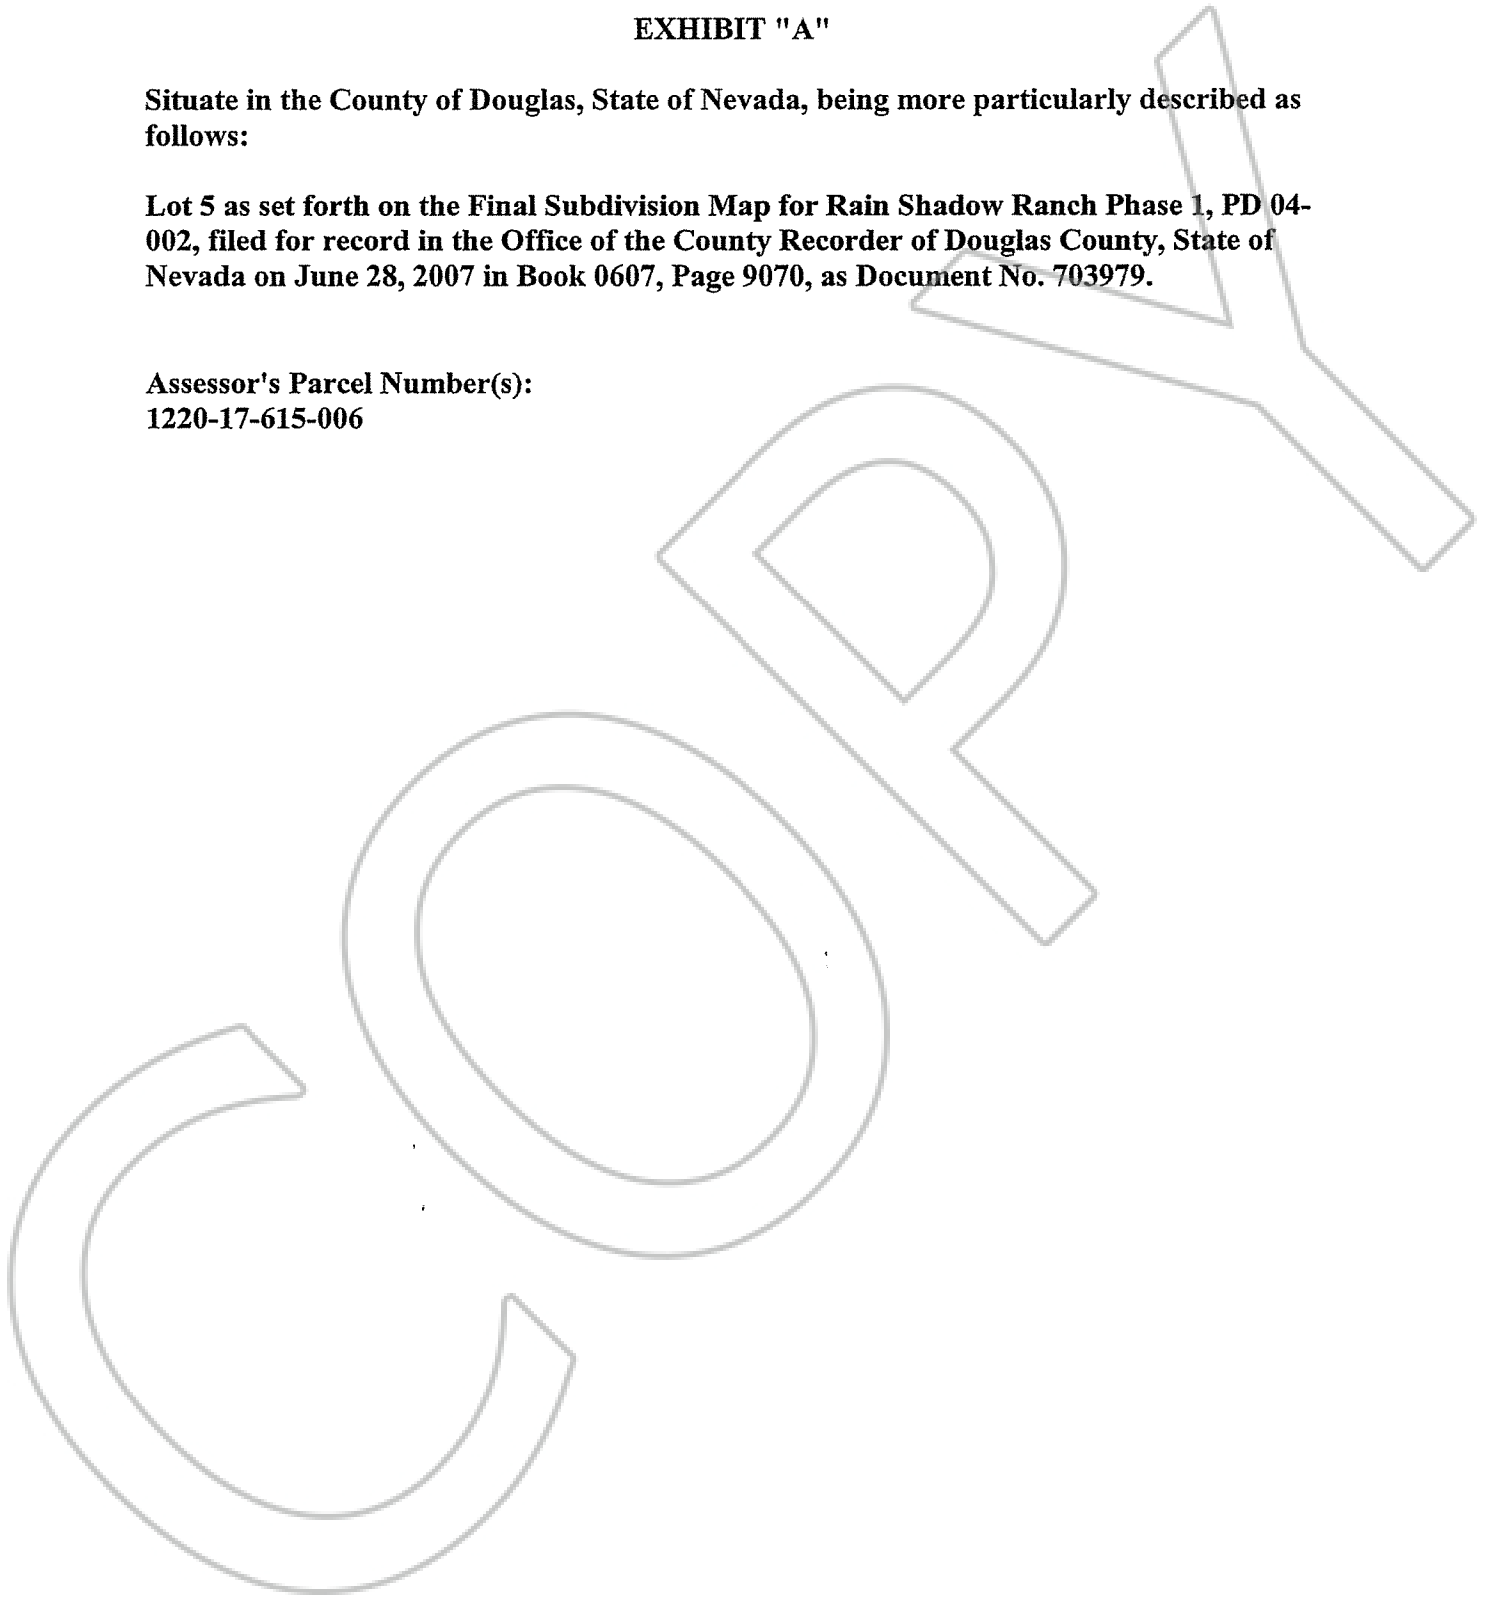 EXHIBIT "A"
Situate in the County of Douglas, State of Nevada, being more particularly described as
follows:
Lot 5 as set forth on the Final Subdivision Map for Rain Shadow Ranch Phase 1, PD 04-
002, filed for record in the Office of the County Recorder of Douglas County, State of
Nevada on June 28, 2007 in Book 0607, Page 9070, as Document No. 703979.
Assessor's Parcel Number(s):
1220-17-615-006
COPY